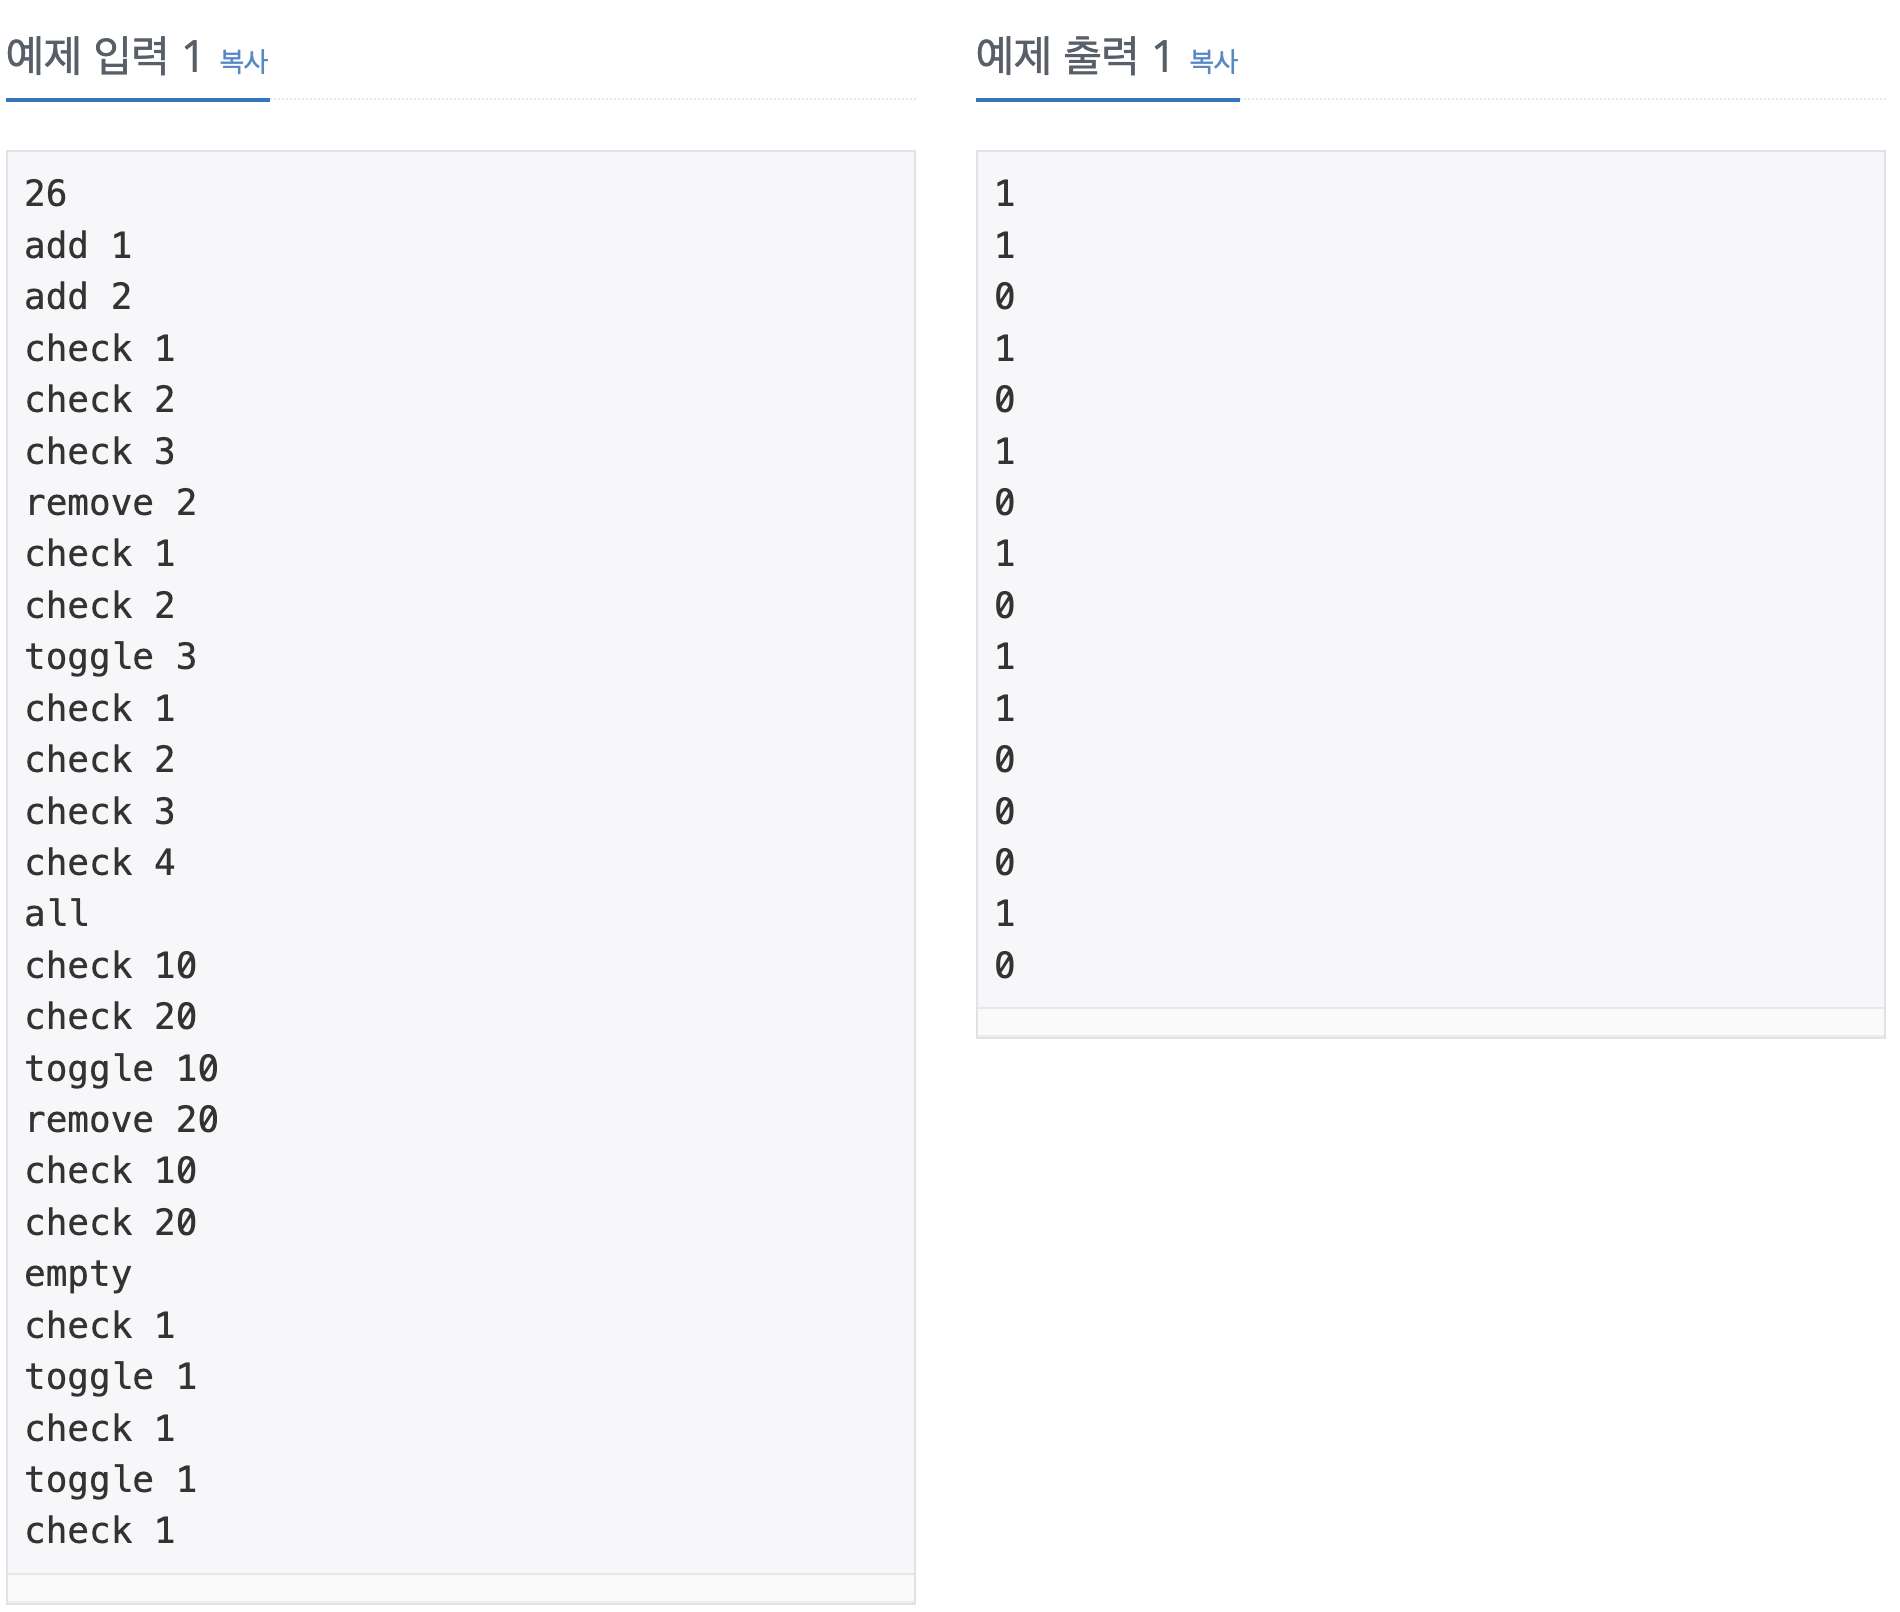 예제 입력 1 복사
26
add 1
add 2
check 1
check 2
check 3
remove 2
check 1
check 2
toggle 3
check 1
check 2
check 3
check 4
all
check 10
check 20
toggle 10
remove 20
check 10
check 20
empty
check 1
toggle 1
check 1
toggle 1
check 1
예제 출력 1 복사
1
1
0
1
0
1
0
1
0
1
1
0
0
0
1
0